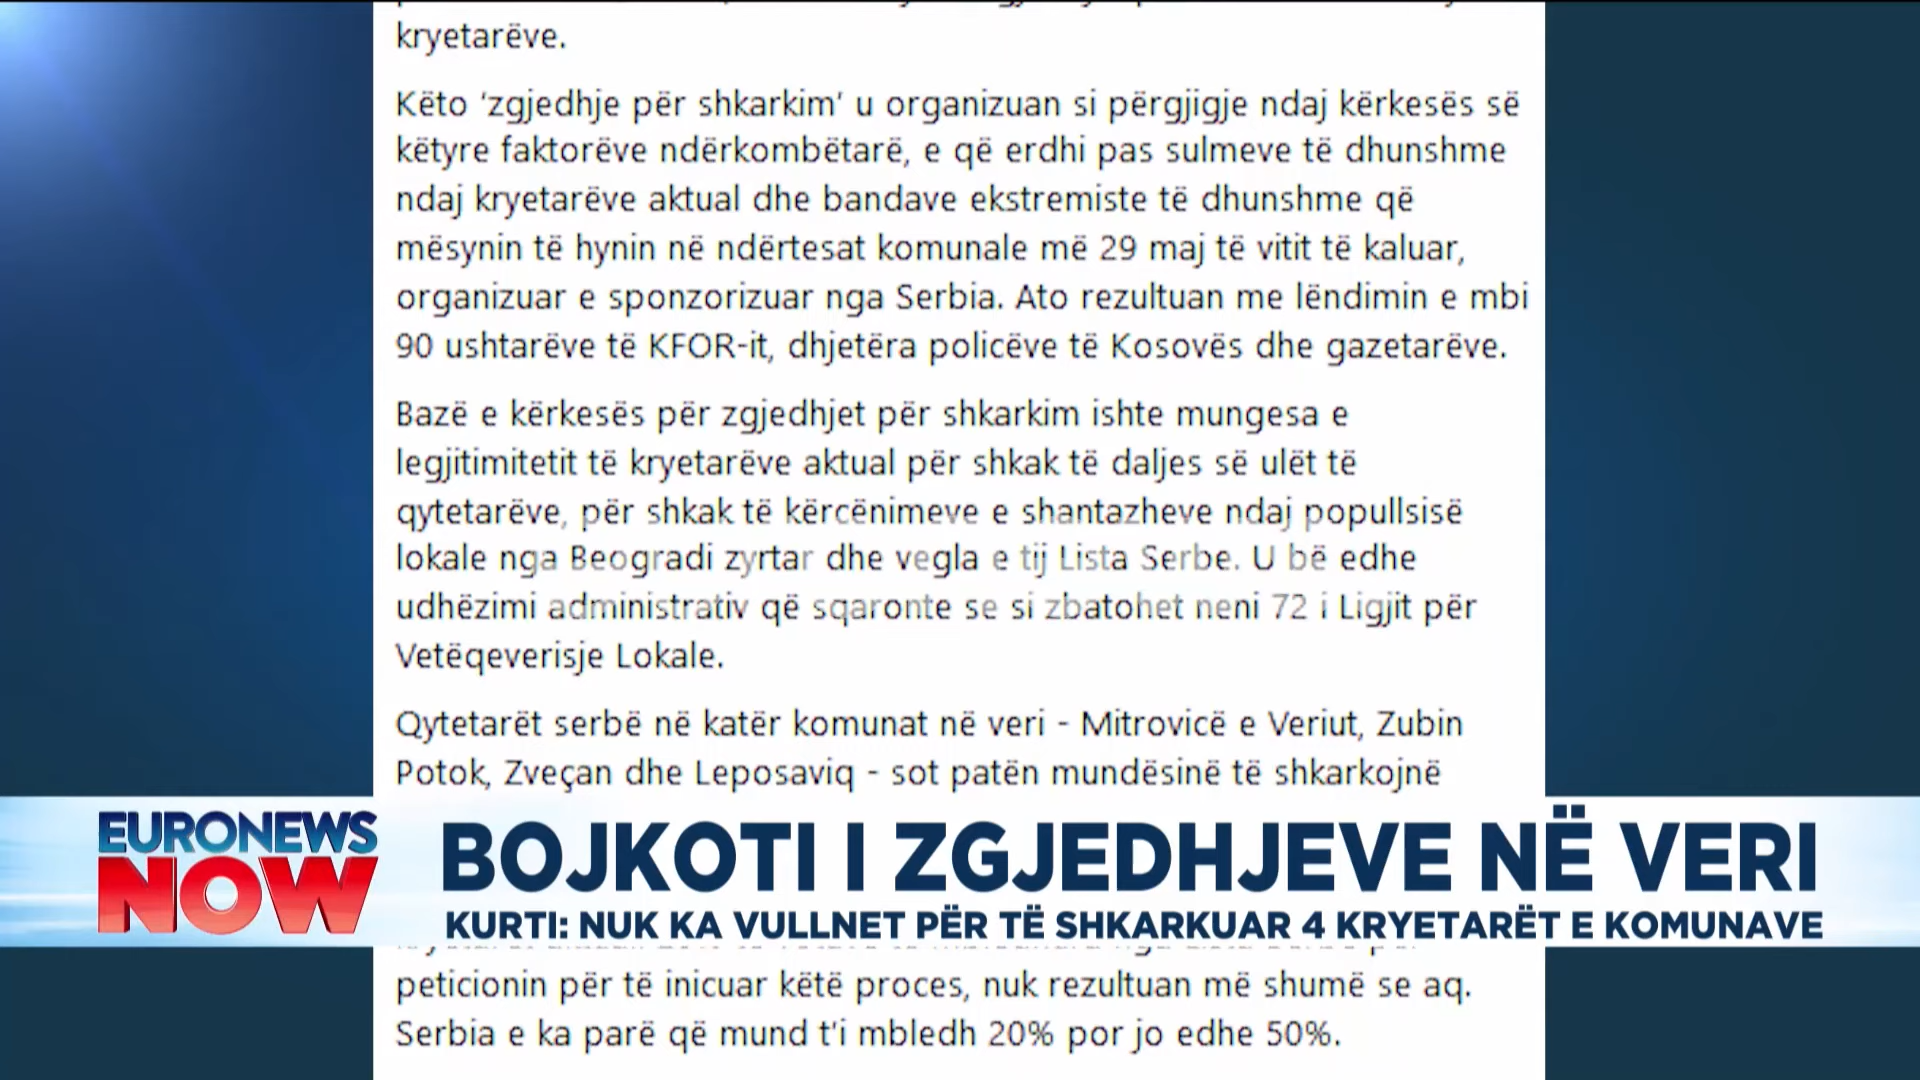 kryetarëve.
Këto ‘zgjedhje për shkarkim’ u organizuan si përgjigje ndaj kërkesës së
këtyre faktorëve ndërkombëtarë, e që erdhi pas sulmeve të dhunshme
ndaj kryetarëve aktual dhe bandave ekstremiste të dhunshme që
mësynin të hynin në ndërtesat komunale më 29 maj të vitit të kaluar,
organizuar e sponzorizuar nga Serbia. Ato rezultuan me lëndimin e mbi
90 ushtarëve të KFOR-it, dhjetëra policëve të Kosovës dhe gazetarëve.
Bazë e kërkesës për zgjedhjet për shkarkim ishte mungesa e
legjitimitetit të kryetarëve aktual për shkak të daljes së ulët të
qytetarëve, për shkak të kërcënimeve e shantazheve ndaj popullsisë
lokale nga Beogradi zyrtar dhe vegla e tij Lista Serbe. U bë edhe
udhëzimi administrativ që sqaronte se si zbatohet neni 72 i Ligjit për
Vetëqeverisje Lokale.
Qytetarët serbë në katër komunat në veri - Mitrovicë e Veriut, Zubin
Potok, Zveçan dhe Leposaviq - sot patën mundësinë të shkarkojnë
EURONEWS
NOW
BOJKOTI I ZGJEDHJEVE NË VERI
KURTI: NUK KA VULLNET PËR TË SHKARKUAR 4 KRYETARËT E KOMUNAVE
peticionin për të inicuar këtë proces, nuk rezultuan më shumë se aq.
Serbia e ka parë që mund t'i mbledh 20% por jo edhe 50%.